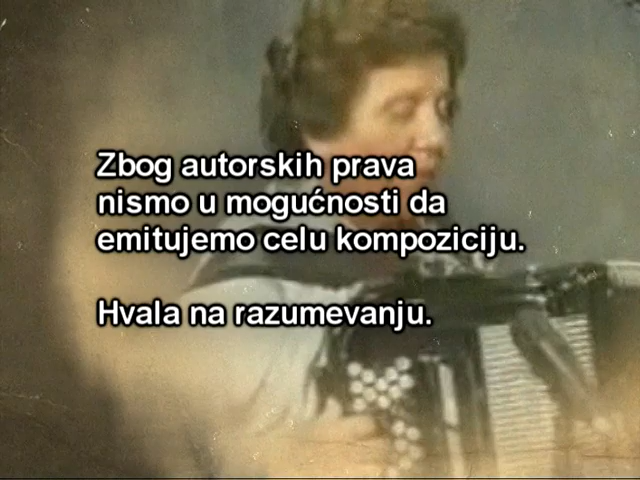 Zbog autorskih prava
nismo u mogućnosti da
emitujemo celu kompoziciju.
Hvala na razumevanju.